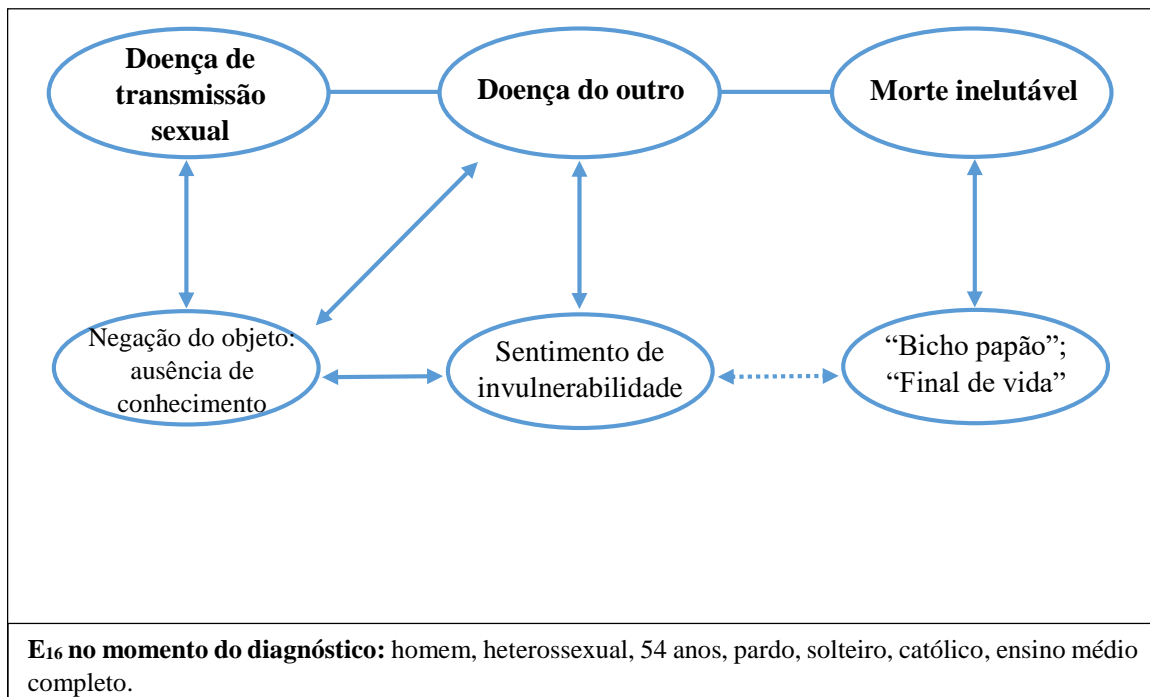 Doença de
transmissão
sexual
Doença do outro
Morte inelutável
Negação do objeto:
ausência de
conhecimento
Sentimento de
invulnerabilidade
“Bicho papão”;
“Final de vida”
E16 no momento do diagnóstico: homem, heterossexual, 54 anos, pardo, solteiro, católico, ensino médio
completo.